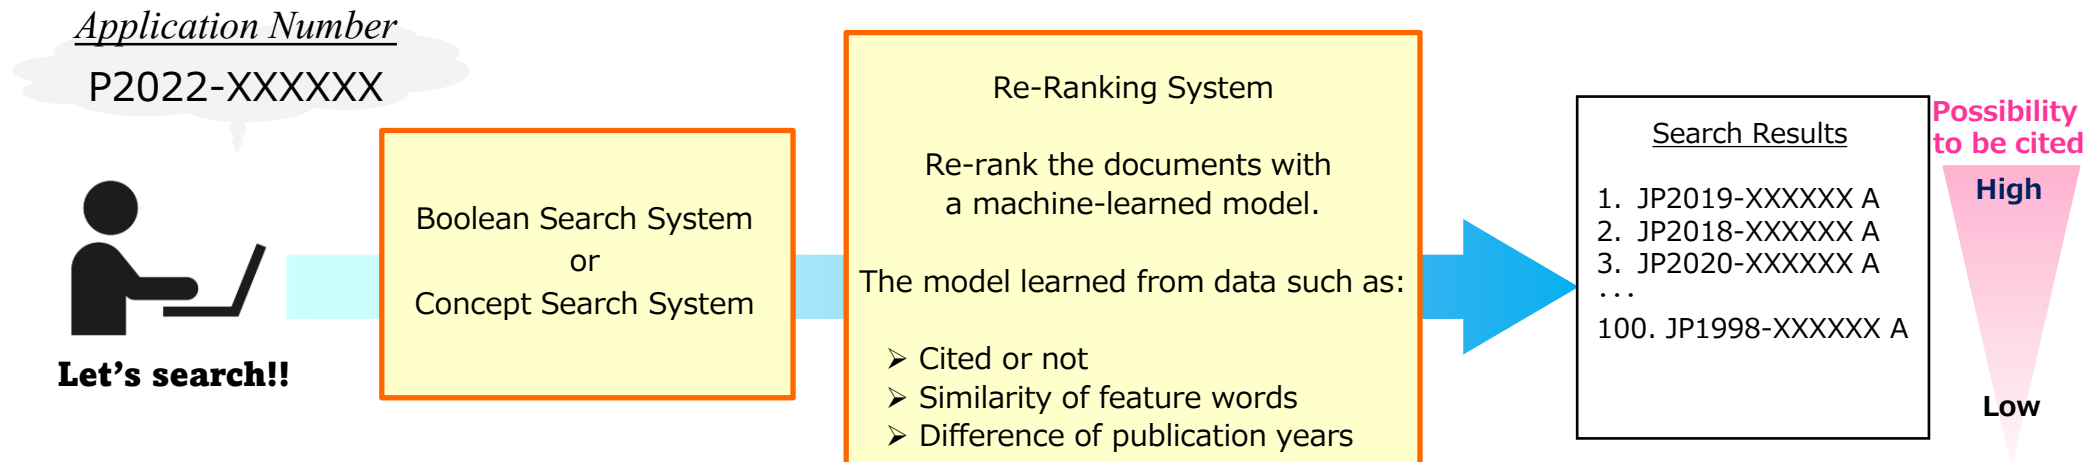 Application Number
P2022-XXXXXX
Let's search!!
Boolean Search System
or
Concept Search System
Re-Ranking System
Re-rank the documents with
a machine-learned model.
The model learned from data such as:
➢ Cited or not
➢ Similarity of feature words
➢ Difference of publication years
Search Results
1. JP2019-XXXXXX A
2. JP2018-XXXXXX A
3. JP2020-XXXXXX A
···
100. JP1998-XXXXXX A
Possibility
to be cited
High
Low